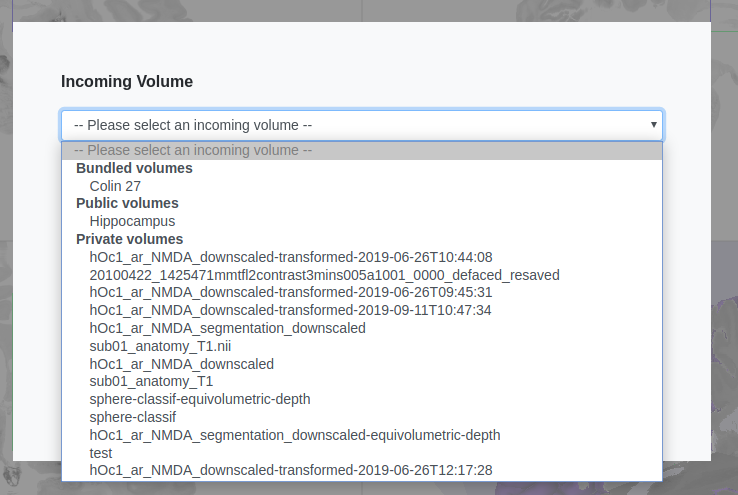 Incoming Volume
-- Please select an incoming volume --
-- Please select an incoming volume --
Bundled volumes
Colin 27
Public volumes
Hippocampus
Private volumes
hOc1_ar_NMDA_downscaled-transformed-2019-06-26T10:44:08
20100422_1425471mmtfl2contrast3mins005a1001_0000_defaced_resaved
hOc1_ar_NMDA_downscaled-transformed-2019-06-26T09:45:31
hOc1_ar_NMDA_downscaled-transformed-2019-09-11T10:47:34
hOc1_ar_NMDA_segmentation_downscaled
sub01_anatomy_T1.nii
hOc1_ar_NMDA_downscaled
sub01_anatomy_T1
sphere-classif-equivolumetric-depth
sphere-classif
hOc1_ar_NMDA_segmentation_downscaled-equivolumetric-depth
test
hOc1_ar_NMDA_downscaled-transformed-2019-06-26T12:17:28